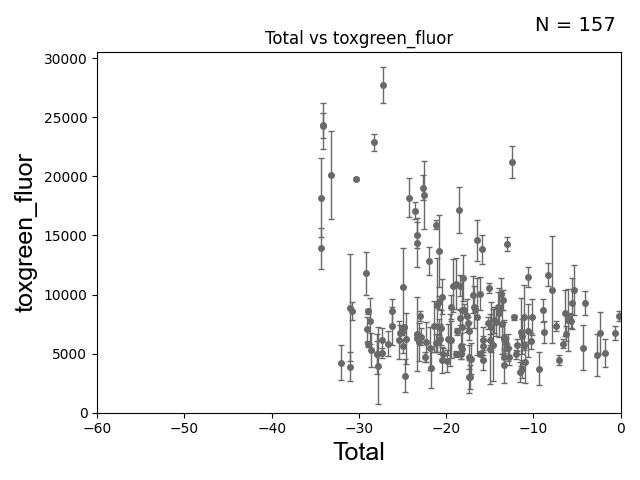 N = 157
Total vs toxgreen_fluor
30000
25000
20000
15000
10000
5000
0
toxgreen_fluor
−60 −50 −40 −30 −20 −10 0
Total